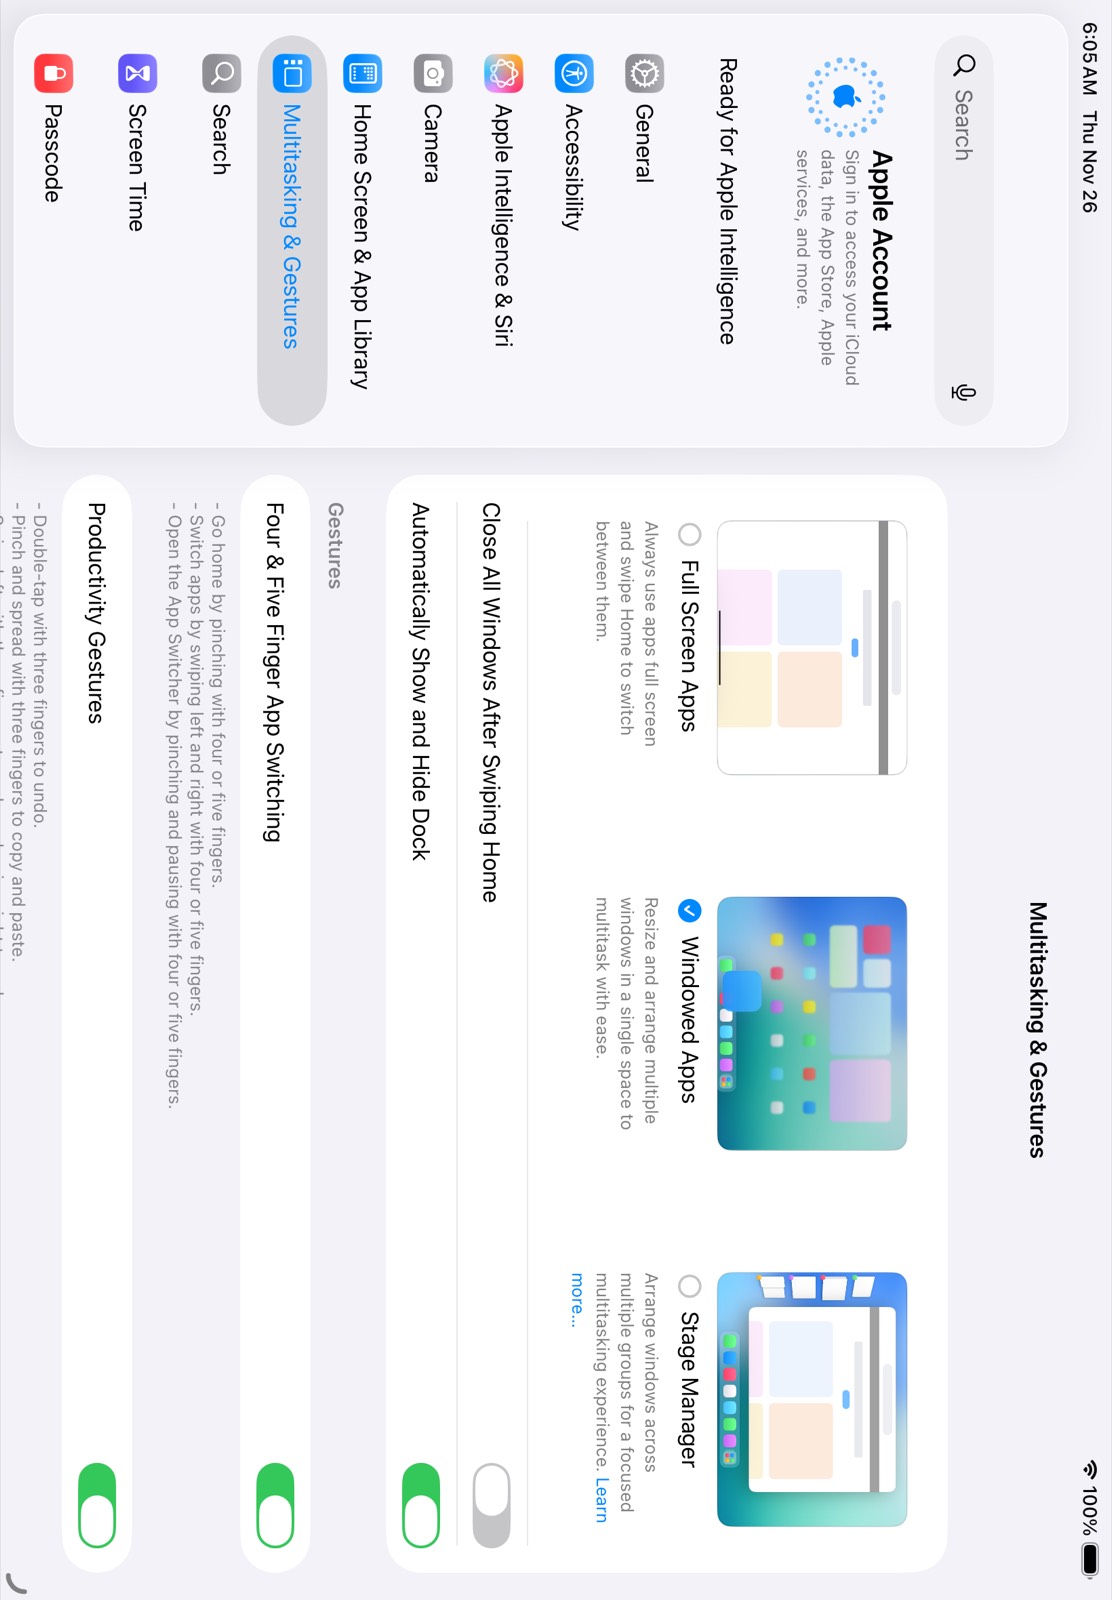 6:05 AM Thu Nov 26
100%
Search
Apple Account
Sign in to access your iCloud
data, the App Store, Apple
services, and more.
Ready for Apple Intelligence
General
Accessibility
Apple Intelligence & Siri
Camera
Home Screen & App Library
Multitasking & Gestures
Search
Screen Time
Passcode
Multitasking & Gestures
Full Screen Apps
Always use apps full screen
and swipe Home to switch
between them.
Windowed Apps
Resize and arrange multiple
windows in a single space to
multitask with ease.
Stage Manager
Arrange windows across
multiple groups for a focused
multitasking experience. Learn
more...
Close All Windows After Swiping Home
Automatically Show and Hide Dock
Gestures
Four & Five Finger App Switching
- Go home by pinching with four or five fingers.
- Switch apps by swiping left and right with four or five fingers.
- Open the App Switcher by pinching and pausing with four or five fingers.
Productivity Gestures
- Double-tap with three fingers to undo.
- Pinch and spread with three fingers to copy and paste.